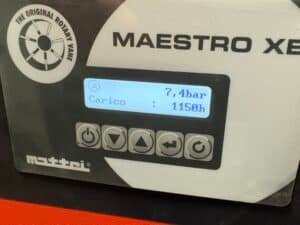 THE ORIGINAL ROTARY VANE
MAESTRO XE
7,4bar
Carico : 1150h
mattei